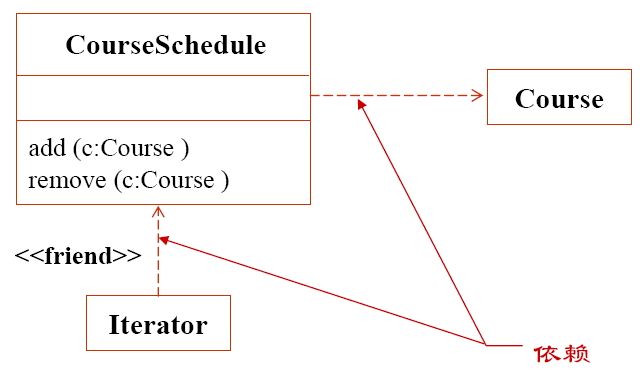 CourseSchedule
Course
add (c:Course )
remove (c:Course )
<<friend>>
Iterator
依赖